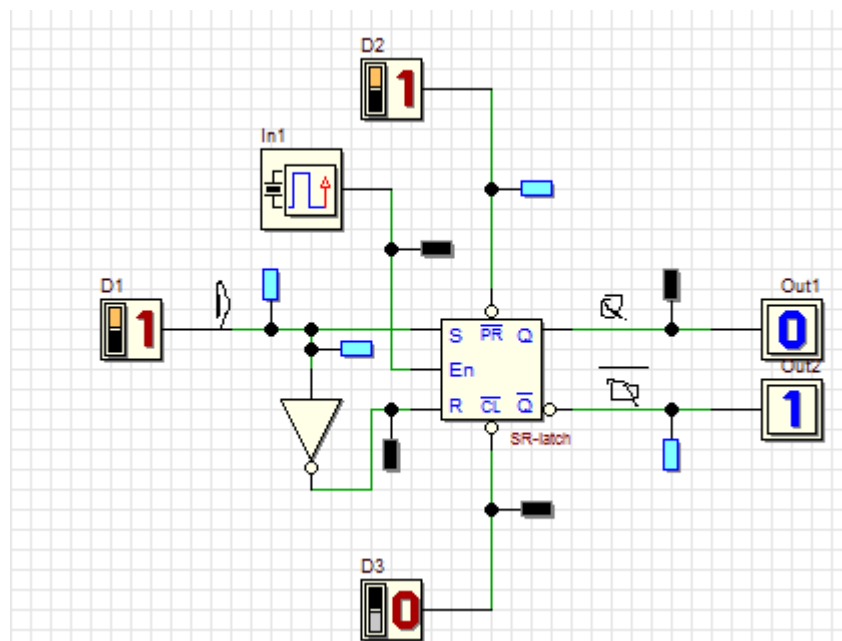 D2
1
In1
D1
1
D
Q
Out1
S PR Q
0
En
Q
Out2
R CL Q
1
SR-latch
D3
0